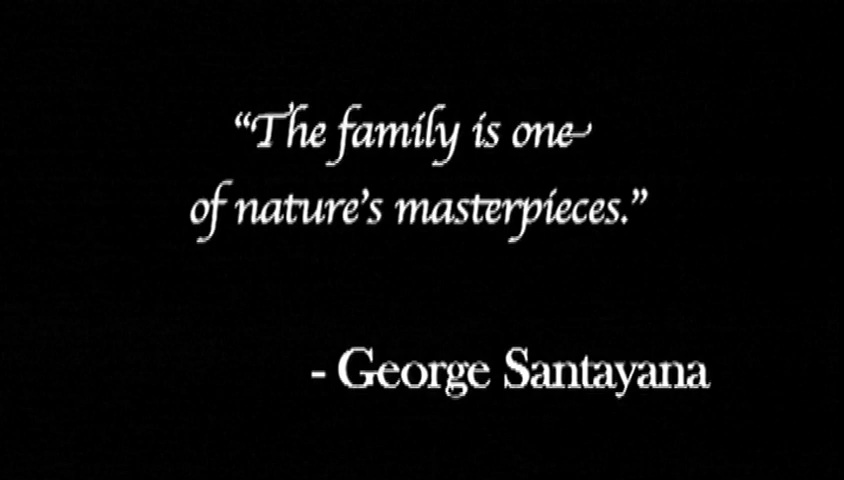 “The family is one
of nature’s masterpieces.”
- George Santayana